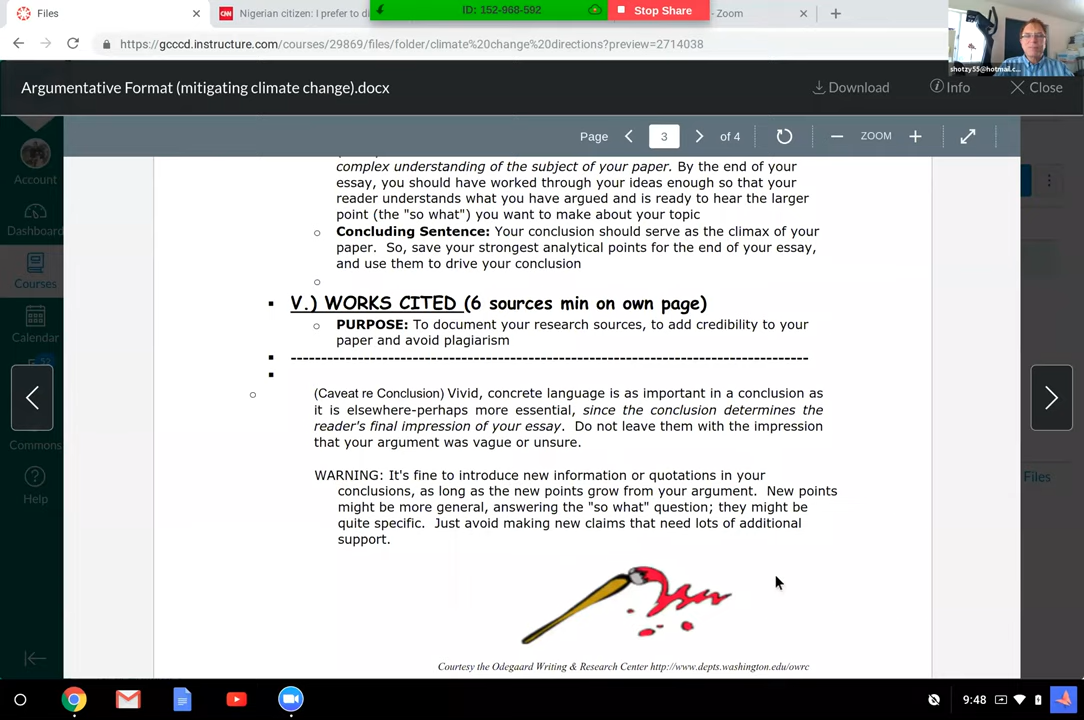 Files
Nigerian citizen: I prefer to di
ID: 152-968-592
Stop Share
- Zoom
https://gcccd.instructure.com/courses/29869/files/folder/climate%20change%20directions?preview=2714038
shotzy55@hotmail.c...
Argumentative Format (mitigating climate change).docx
Download
Info
Close
Page
3
of 4
ZOOM
Account
Dashboard
Courses
Calendar
Commons
Help
Files
complex understanding of the subject of your paper. By the end of your
essay, you should have worked through your ideas enough so that your
reader understands what you have argued and is ready to hear the larger
point (the "so what") you want to make about your topic
Concluding Sentence: Your conclusion should serve as the climax of your
paper. So, save your strongest analytical points for the end of your essay,
and use them to drive your conclusion
V.) WORKS CITED (6 sources min on own page)
PURPOSE: To document your research sources, to add credibility to your
paper and avoid plagiarism
--------------------------------------------------------------------------------------
(Caveat re Conclusion) Vivid, concrete language is as important in a conclusion as
it is elsewhere-perhaps more essential, since the conclusion determines the
reader's final impression of your essay. Do not leave them with the impression
that your argument was vague or unsure.
WARNING: It's fine to introduce new information or quotations in your
conclusions, as long as the new points grow from your argument. New points
might be more general, answering the "so what" question; they might be
quite specific. Just avoid making new claims that need lots of additional
support.
Courtesy the Odegaard Writing & Research Center http://www.depts.washington.edu/owrc
9:48